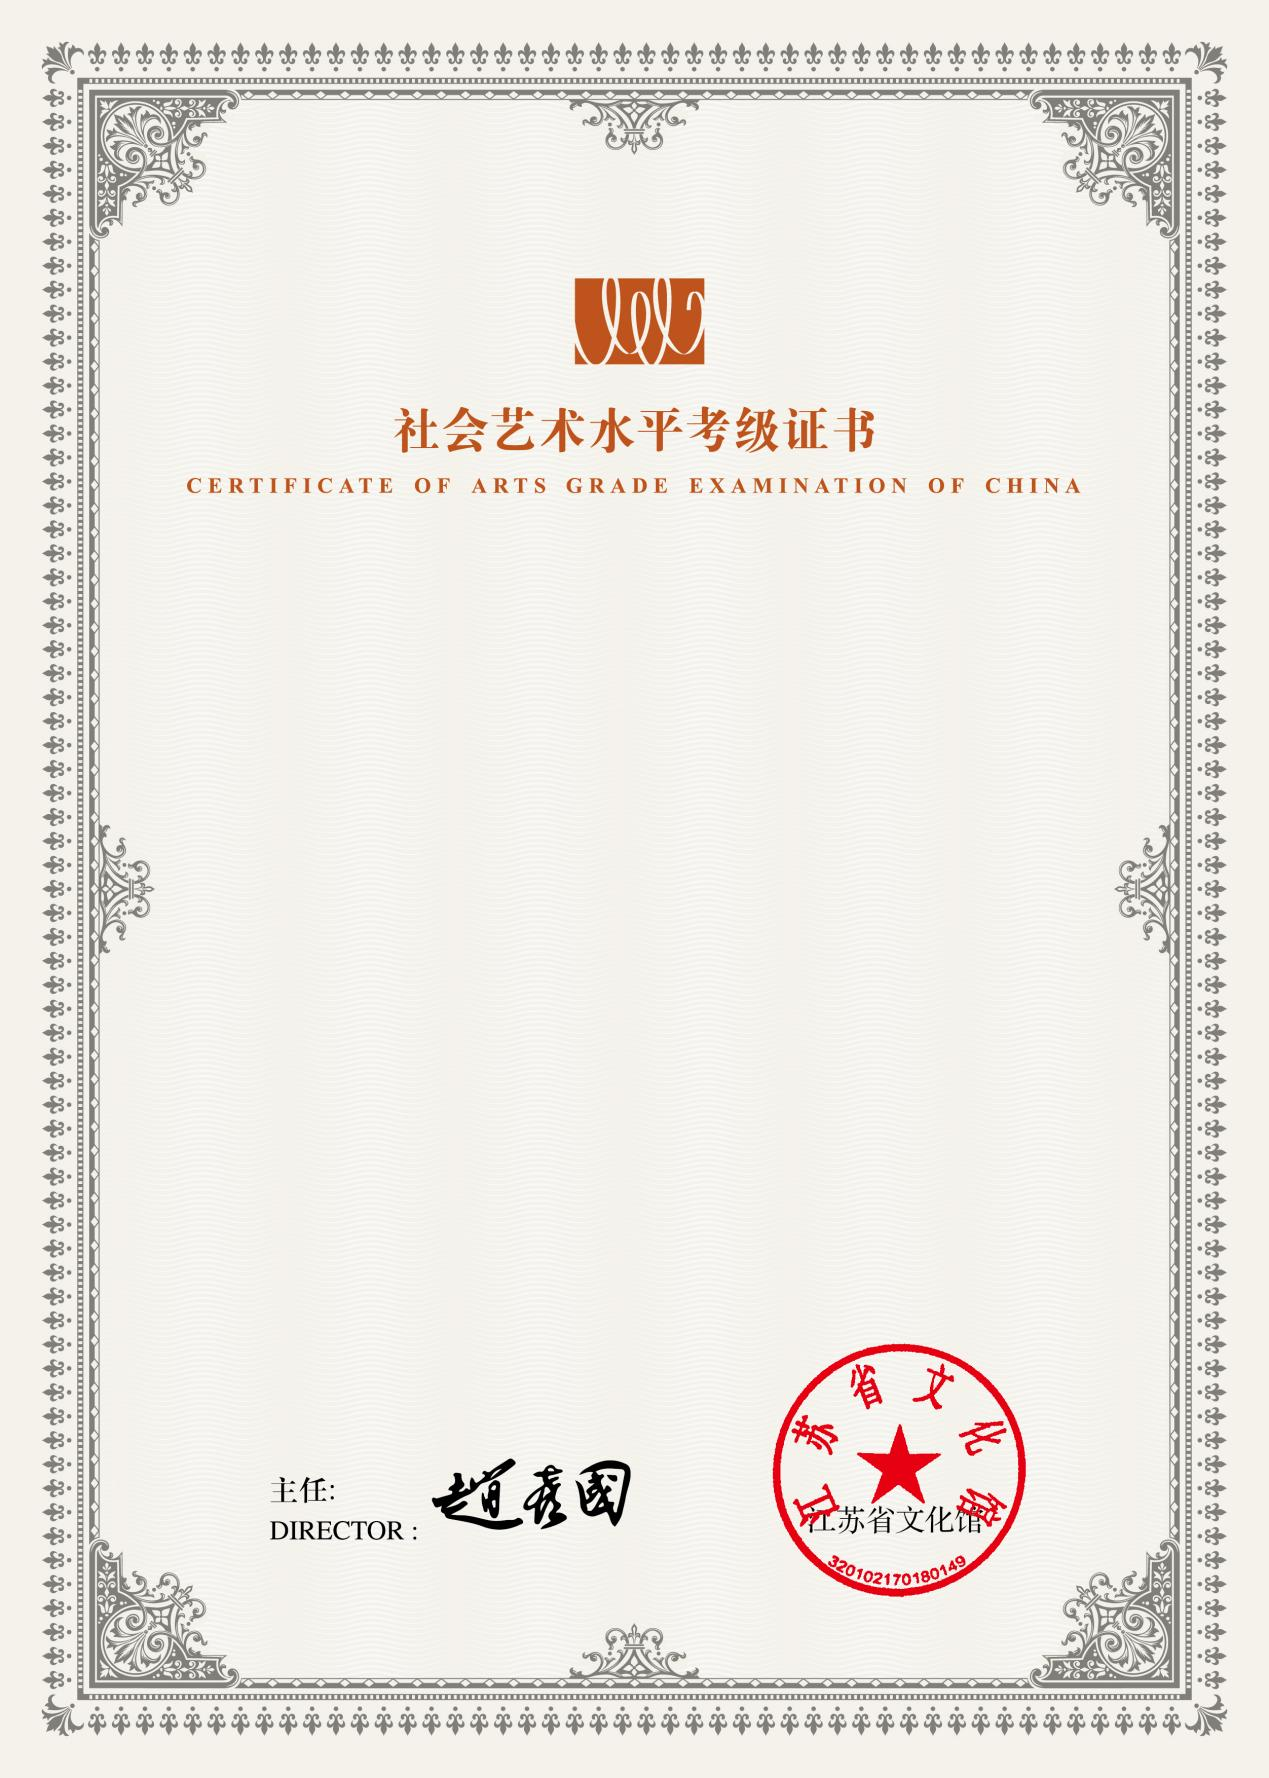 社会艺术水平考级证书
CERTIFICATE OF ARTS GRADE EXAMINATION OF CHINA
主任:
DIRECTOR :
江苏省文化馆
江苏省文化馆
320102170180149